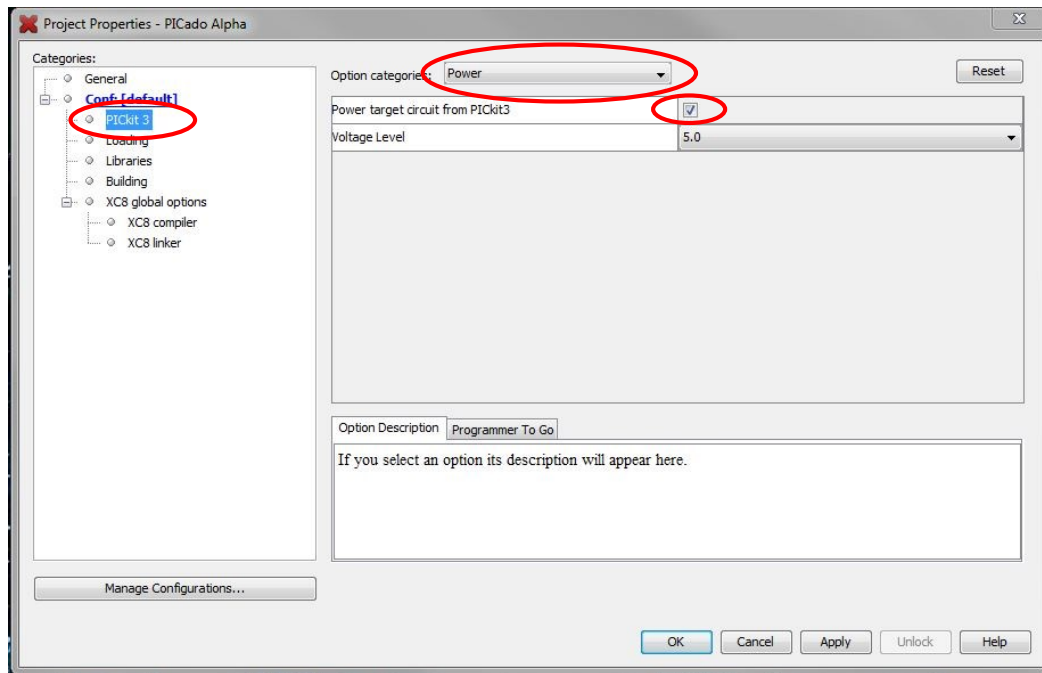 Project Properties - PICado Alpha
Categories:
General
Conf: [default]
PICkit 3
Loading
Libraries
Building
XC8 global options
XC8 compiler
XC8 linker
Manage Configurations...
Option categories: Power
Reset
Power target circuit from PICkit3
Voltage Level 5.0
Option Description Programmer To Go
If you select an option its description will appear here.
OK Cancel Apply Unlock Help